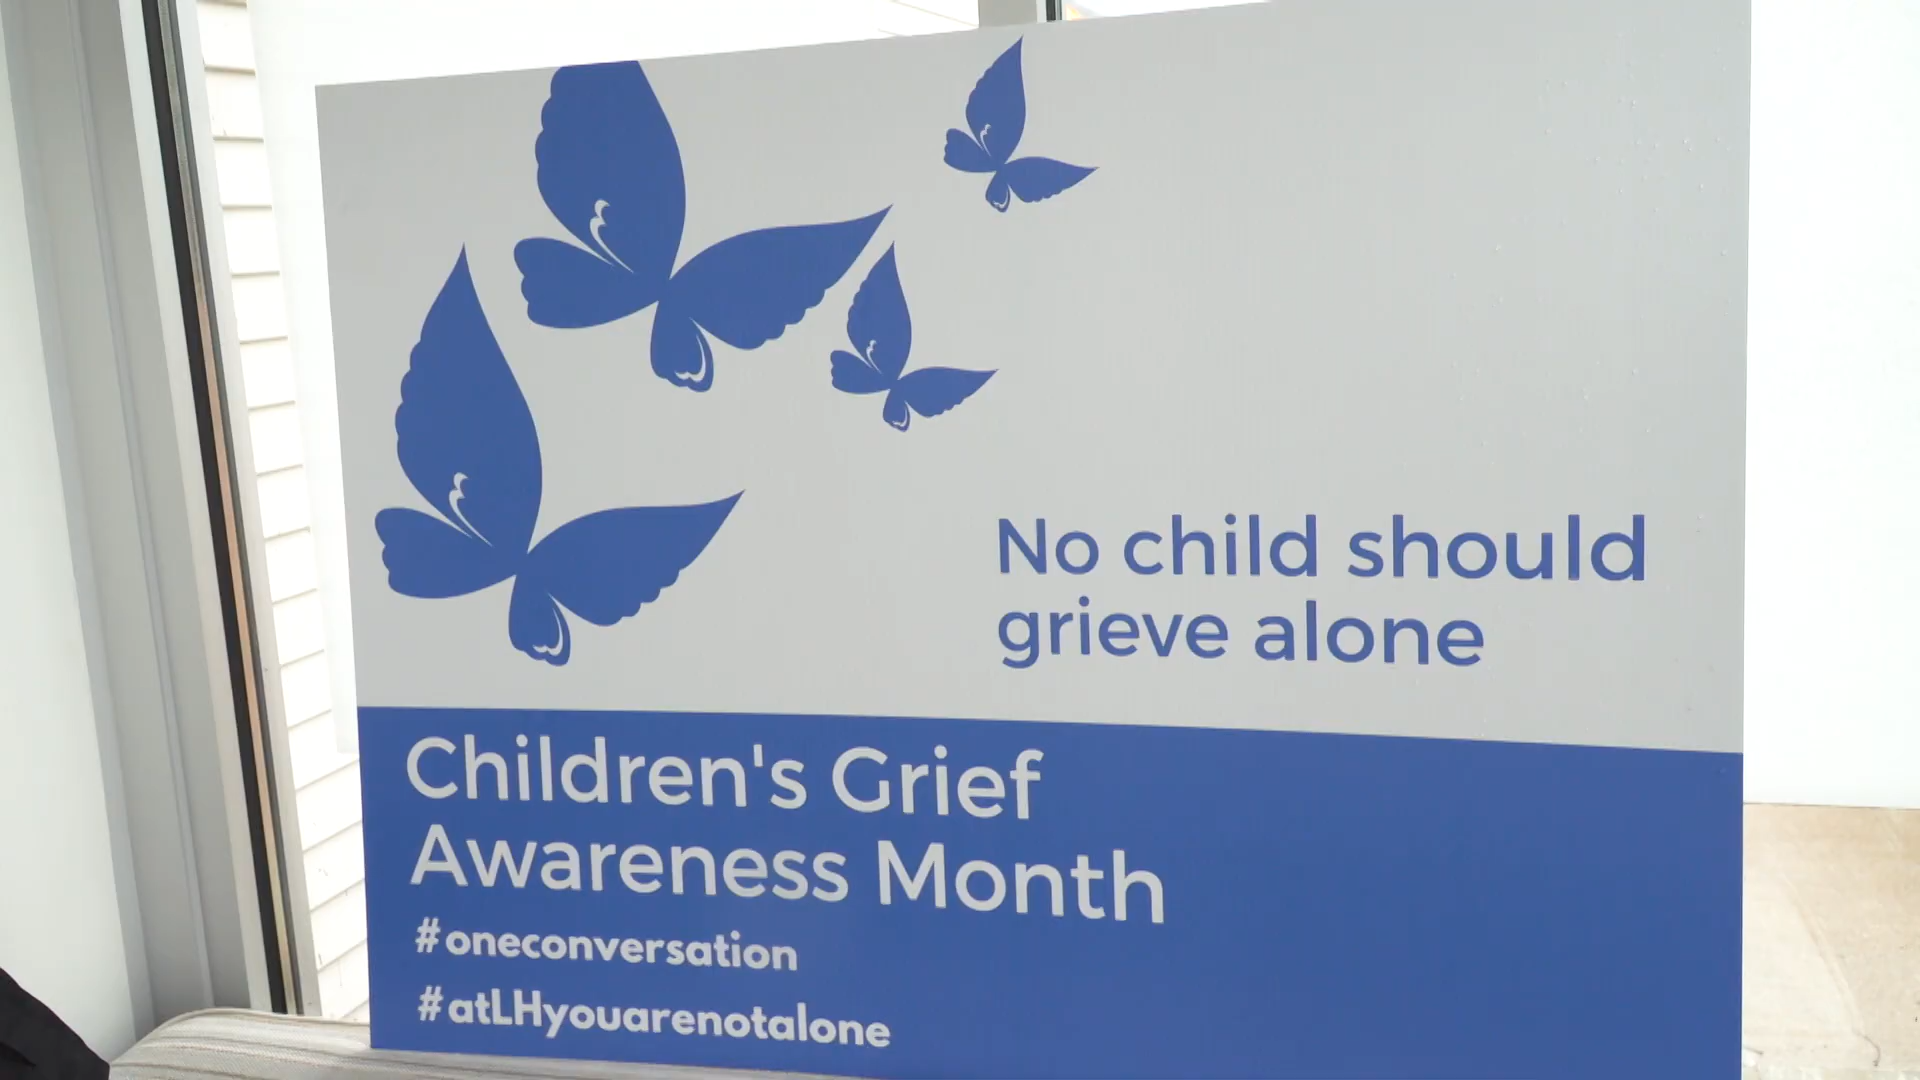 No child should
grieve alone
Children's Grief
Awareness Month
#oneconversation
#atLHyouarenotalone